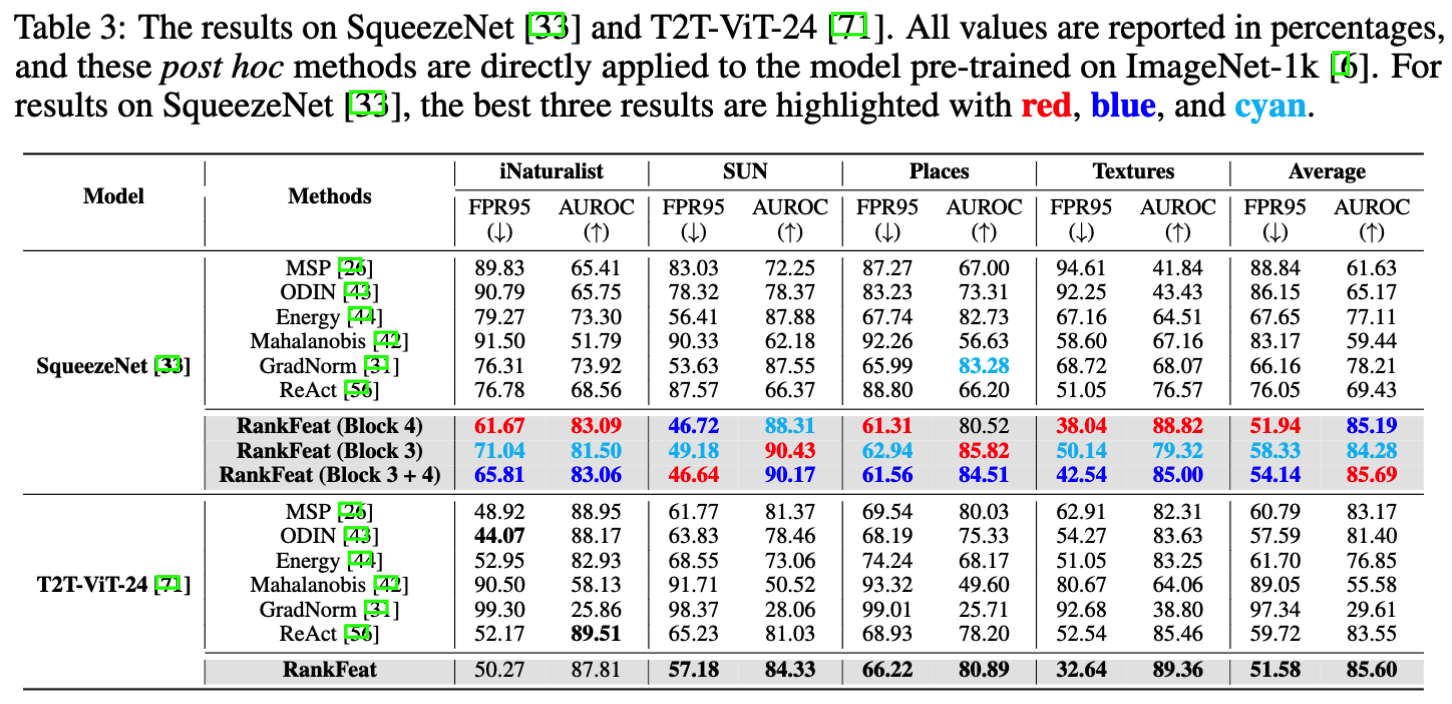 Table 3: The results on SqueezeNet [33] and T2T-ViT-24 [71]. All values are reported in percentages,
and these post hoc methods are directly applied to the model pre-trained on ImageNet-1k [6]. For
results on SqueezeNet [33], the best three results are highlighted with red, blue, and cyan.
Model Methods iNaturalist SUN Places Textures Average
FPR95 AUROC FPR95 AUROC FPR95 AUROC FPR95 AUROC FPR95 AUROC
(↓) (↑) (↓) (↑) (↓) (↑) (↓) (↑) (↓) (↑)
MSP [26] 89.83 65.41 83.03 72.25 87.27 67.00 94.61 41.84 88.84 61.63
ODIN [43] 90.79 65.75 78.32 78.37 83.23 73.31 92.25 43.43 86.15 65.17
Energy [44] 79.27 73.30 56.41 87.88 67.74 82.73 67.16 64.51 67.65 77.11
Mahalanobis [42] 91.50 51.79 90.33 62.18 92.26 56.63 58.60 67.16 83.17 59.44
SqueezeNet [33] GradNorm [31] 76.31 73.92 53.63 87.55 65.99 83.28 68.72 68.07 66.16 78.21
ReAct [56] 76.78 68.56 87.57 66.37 88.80 66.20 51.05 76.57 76.05 69.43
RankFeat (Block 4) 61.67 83.09 46.72 88.31 61.31 80.52 38.04 88.82 51.94 85.19
RankFeat (Block 3) 71.04 81.50 49.18 90.43 62.94 85.82 50.14 79.32 58.33 84.28
RankFeat (Block 3 + 4) 65.81 83.06 46.64 90.17 61.56 84.51 42.54 85.00 54.14 85.69
MSP [26] 48.92 88.95 61.77 81.37 69.54 80.03 62.91 82.31 60.79 83.17
ODIN [43] 44.07 88.17 63.83 78.46 68.19 75.33 54.27 83.63 57.59 81.40
Energy [44] 52.95 82.93 68.55 73.06 74.24 68.17 51.05 83.25 61.70 76.85
T2T-ViT-24 [71] Mahalanobis [42] 90.50 58.13 91.71 50.52 93.32 49.60 80.67 64.06 89.05 55.58
GradNorm [31] 99.30 25.86 98.37 28.06 99.01 25.71 92.68 38.80 97.34 29.61
ReAct [56] 52.17 89.51 65.23 81.03 68.93 78.20 52.54 85.46 59.72 83.55
RankFeat 50.27 87.81 57.18 84.33 66.22 80.89 32.64 89.36 51.58 85.60